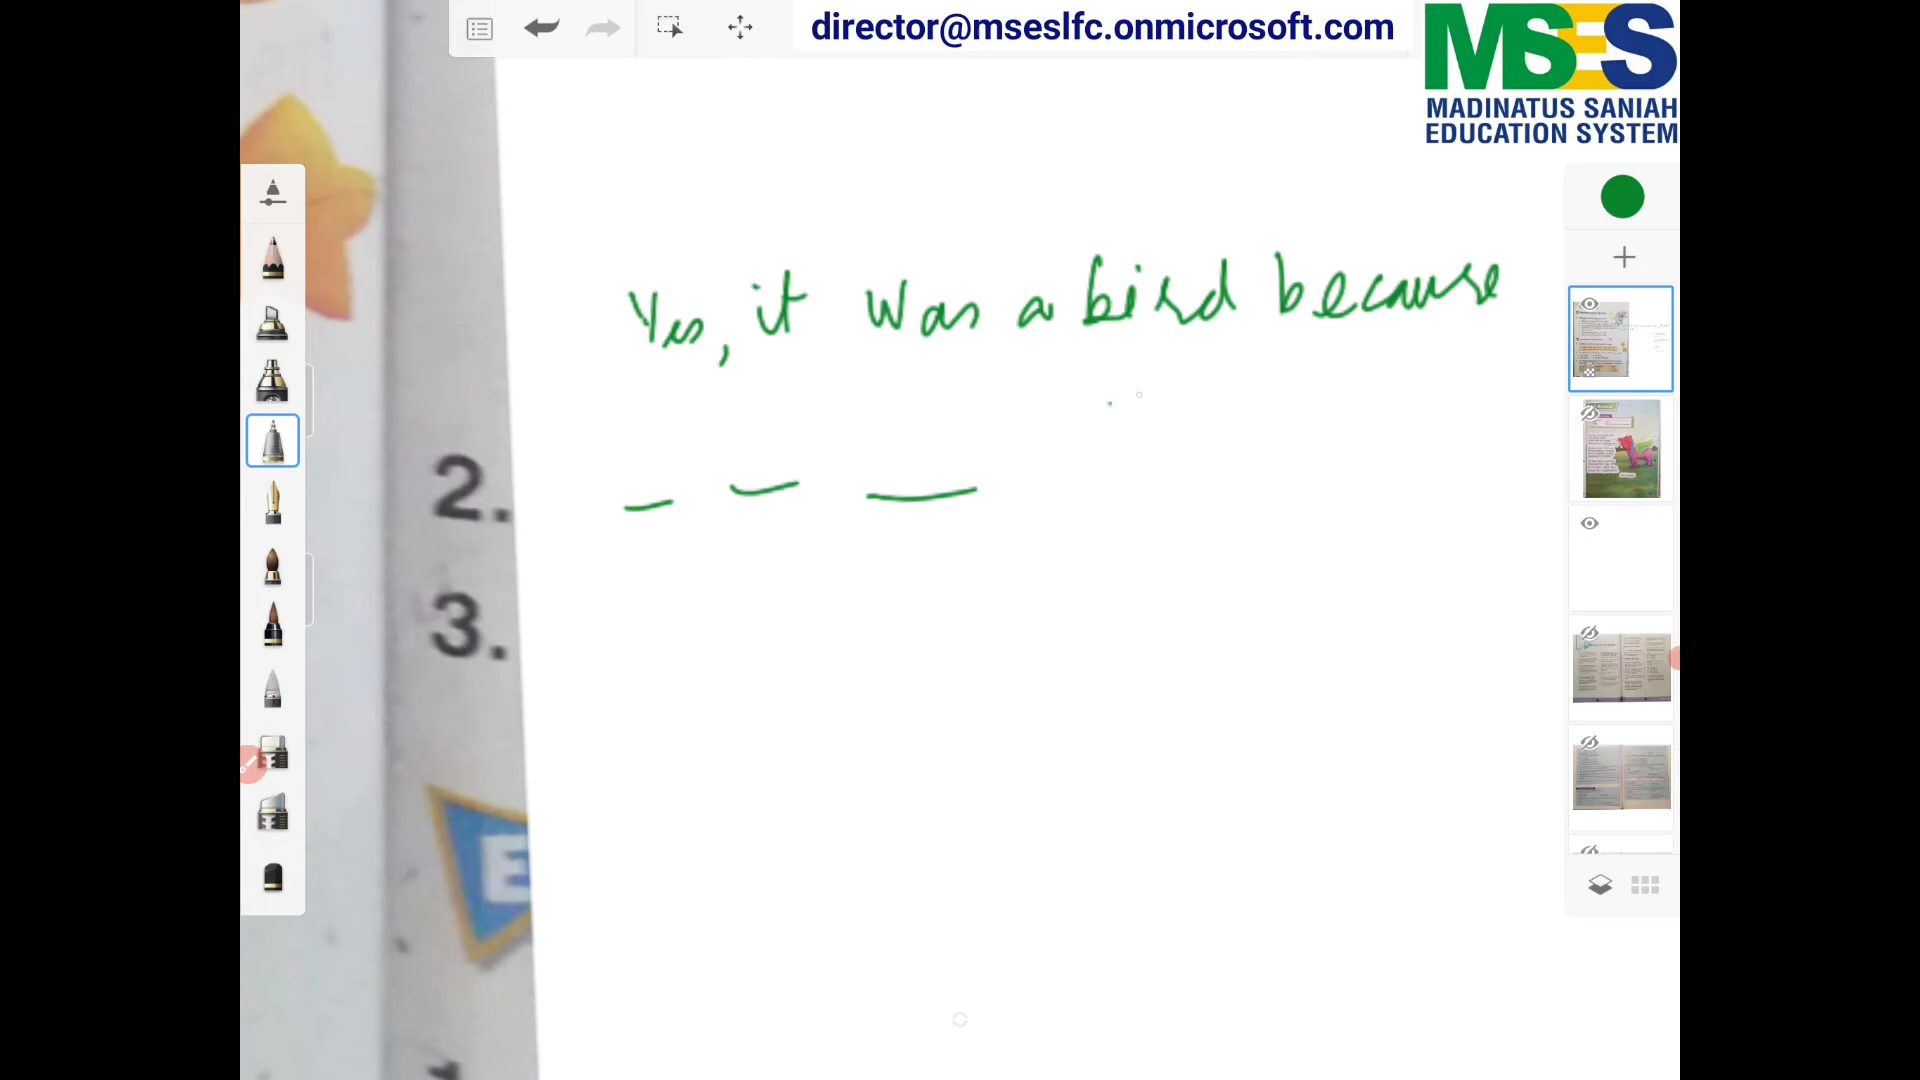 director@mseslfc.onmicrosoft.com
MSES
MADINATUS SANIAH
EDUCATION SYSTEM
Yes, it was a bird because
2.
3.
E